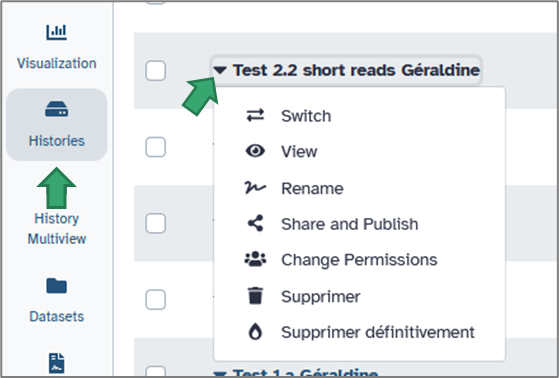 Visualization
Histories
History
Multiview
Datasets
Test 2.2 short reads Géraldine
Switch
View
Rename
Share and Publish
Change Permissions
Supprimer
Supprimer définitivement
Test 1 a Géraldine